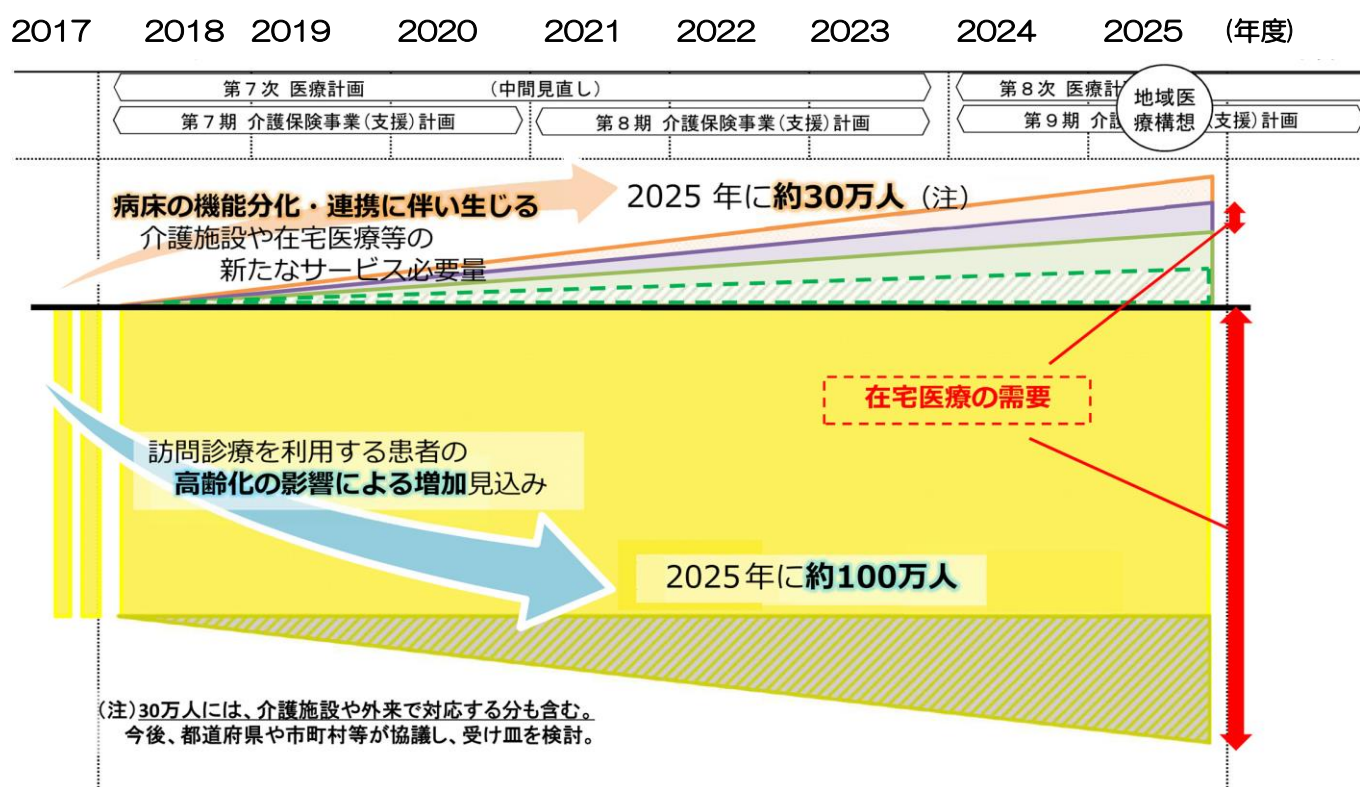 2017 2018 2019 2020 2021 2022 2023 2024 2025 (年度)
第7次 医療計画 (中間見直し)
第8次 医療計
地域医
療構想
第7期 介護保険事業(支援)計画
第8期 介護保険事業(支援)計画
第9期 介護 支援)計画
病床の機能分化・連携に伴い生じる
介護施設や在宅医療等の
新たなサービス必要量
2025 年に約30万人 (注)
在宅医療の需要
訪問診療を利用する患者の
高齢化の影響による増加見込み
2025年に約100万人
(注)30万人には、介護施設や外来で対応する分も含む。
今後、都道府県や市町村等が協議し、受け皿を検討。